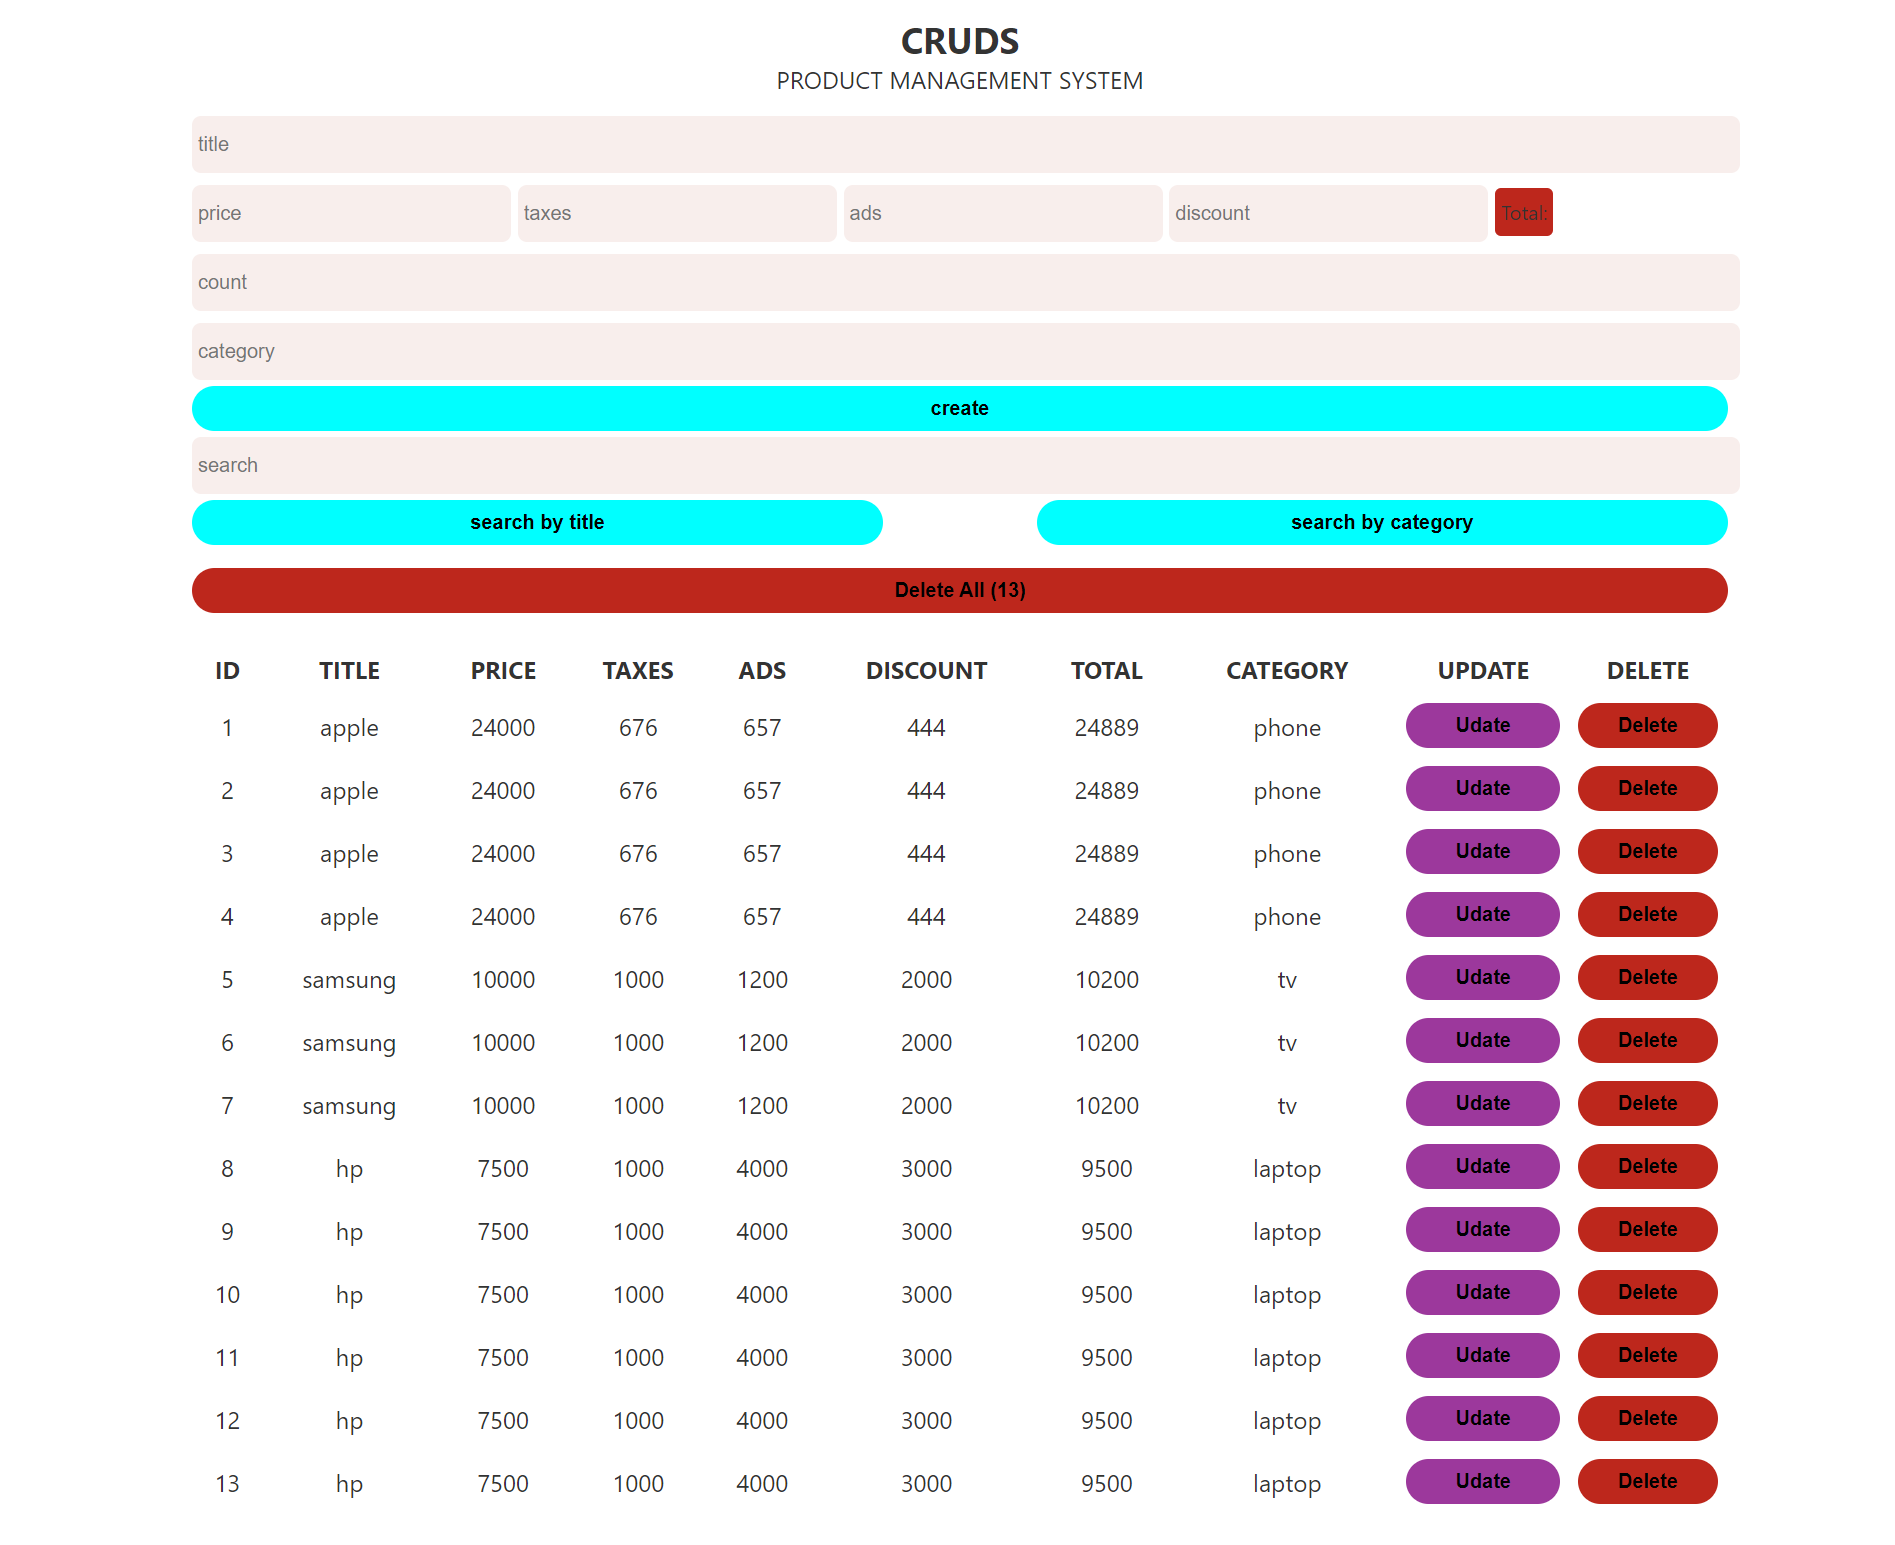 CRUDS
PRODUCT MANAGEMENT SYSTEM
title
price taxes ads discount Total:
count
category
create
search
search by title search by category
Delete All (13)
ID TITLE PRICE TAXES ADS DISCOUNT TOTAL CATEGORY UPDATE DELETE
1 apple 24000 676 657 444 24889 phone Udate Delete
2 apple 24000 676 657 444 24889 phone Udate Delete
3 apple 24000 676 657 444 24889 phone Udate Delete
4 apple 24000 676 657 444 24889 phone Udate Delete
5 samsung 10000 1000 1200 2000 10200 tv Udate Delete
6 samsung 10000 1000 1200 2000 10200 tv Udate Delete
7 samsung 10000 1000 1200 2000 10200 tv Udate Delete
8 hp 7500 1000 4000 3000 9500 laptop Udate Delete
9 hp 7500 1000 4000 3000 9500 laptop Udate Delete
10 hp 7500 1000 4000 3000 9500 laptop Udate Delete
11 hp 7500 1000 4000 3000 9500 laptop Udate Delete
12 hp 7500 1000 4000 3000 9500 laptop Udate Delete
13 hp 7500 1000 4000 3000 9500 laptop Udate Delete